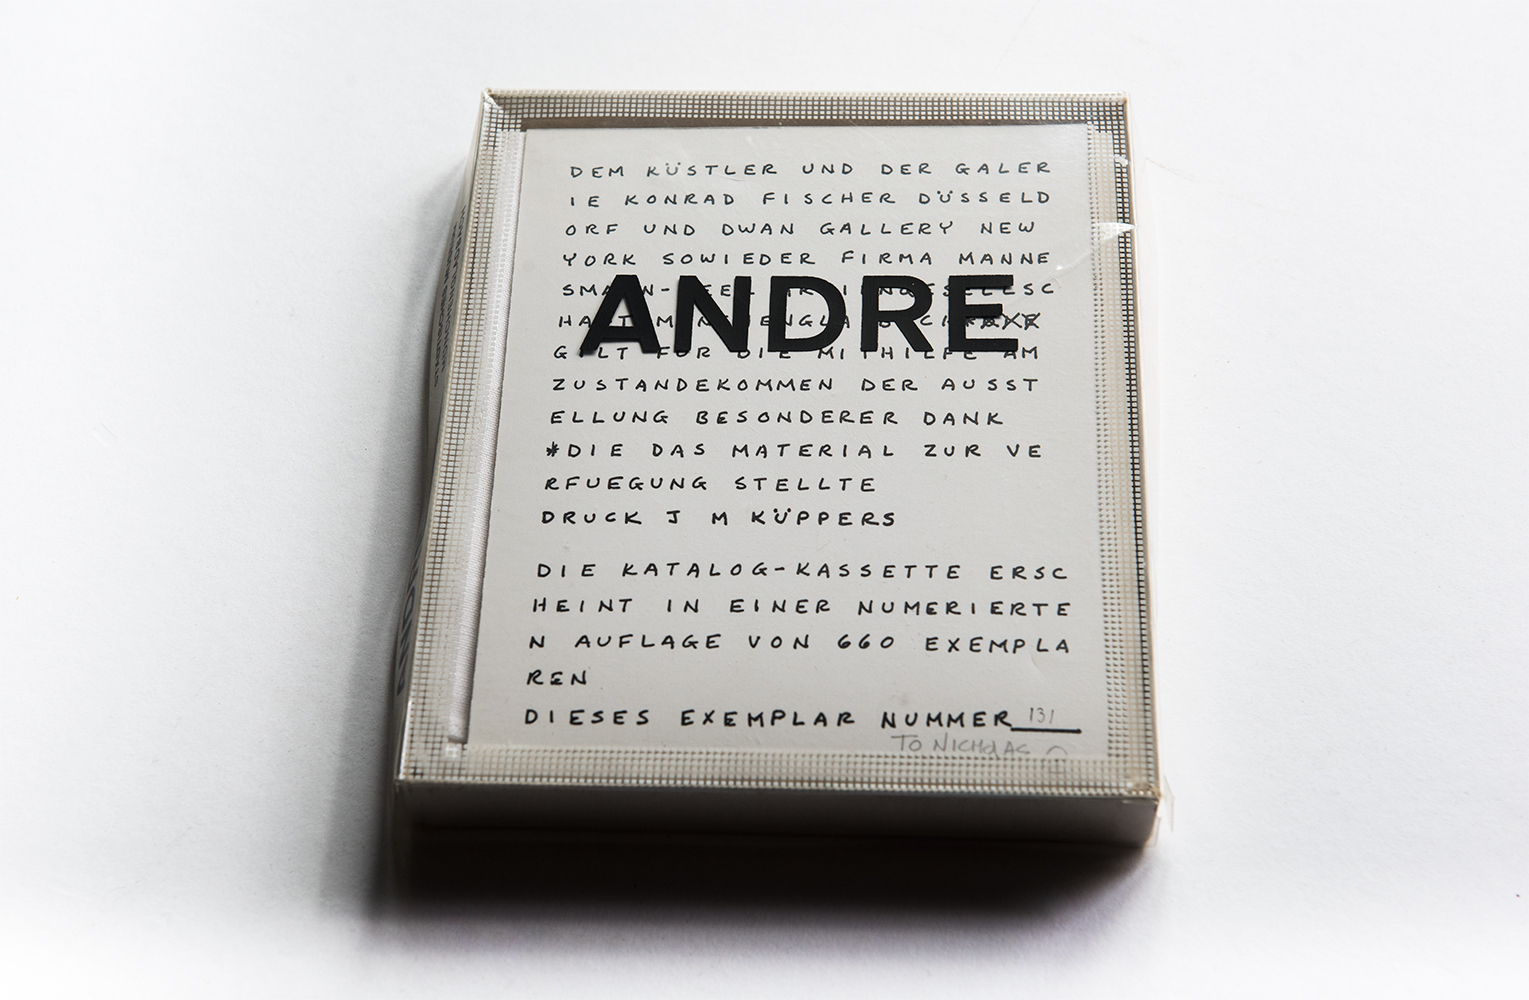 DEM KÜSTLER UND DER GALER
IE KONRAD FISCHER DÜSSELD
ORF UND DWAN GALLERY NEW
YORK SOWIEDER FIRMA MANNE
ANDRE
GILT FÜR DIE MITHILFE AM
ZUSTANDEKOMMEN DER AUSST
ELLUNG BESONDERER DANK
*DIE DAS MATERIAL ZUR VE
RFUEGUNG STELLTE
DRUCK J M KÜPPERS
DIE KATALOG-KASSETTE ERSC
HEINT IN EINER NUMERIERTE
N AUFLAGE VON 660 EXEMPLA
REN
DIESES EXEMPLAR NUMMER 131
TO NICHOLAS